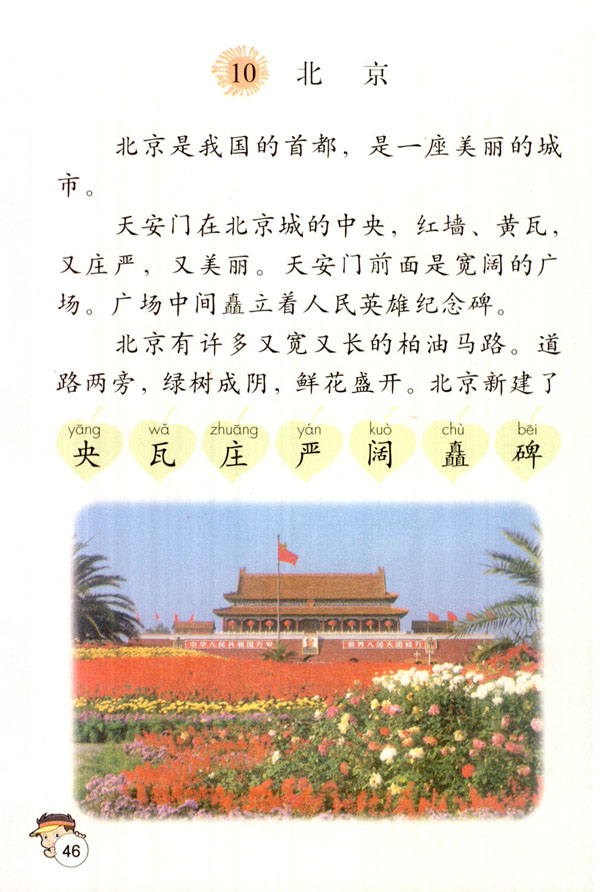 10 北京
北京是我国的首都，是一座美丽的城
市。
天安门在北京城的中央，红墙、黄瓦，
又庄严，又美丽。天安门前面是宽阔的广
场。广场中间矗立着人民英雄纪念碑。
北京有许多又宽又长的柏油马路。道
路两旁，绿树成阴，鲜花盛开。北京新建了
yāng wǎ zhuāng yán kuò chù bēi
央 瓦 庄 严 阔 矗 碑
中华人民共和国万岁 世界人民大团结万岁
46